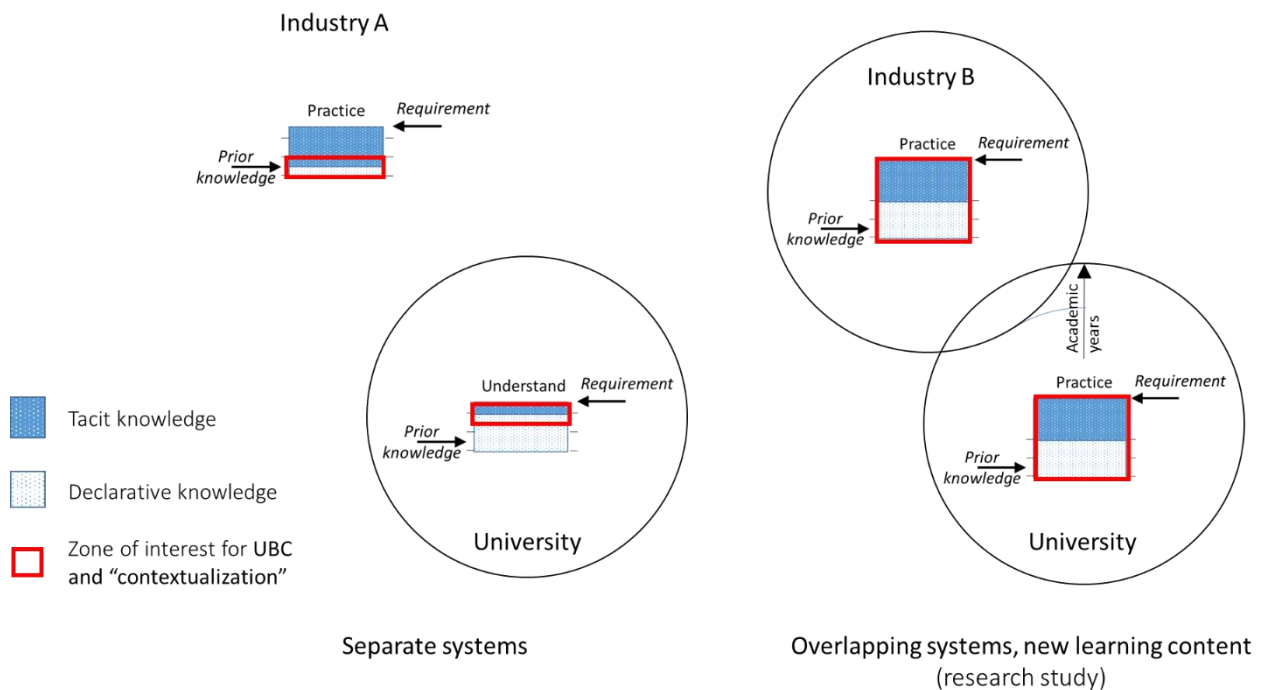 Industry A
Practice
Requirement
Prior
knowledge
Industry B
Practice
Requirement
Prior
knowledge
Academic
years
Understand
Requirement
Prior
knowledge
University
Practice
Requirement
Prior
knowledge
University
Tacit knowledge
Declarative knowledge
Zone of interest for UBC
and “contextualization”
Separate systems
Overlapping systems, new learning content
(research study)